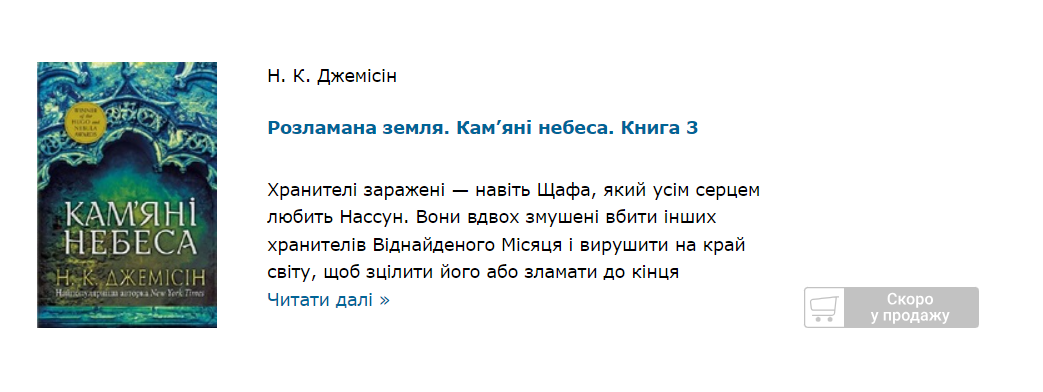 WINNER
of the
HUGO and
NEBULA
AWARDS
КАМ'ЯНІ
НЕБЕСА
Н. К. ДЖЕМІСІН
Найпопулярніша авторка New York Times
Н. К. Джемісін
Розламана земля. Кам’яні небеса. Книга 3
Хранителі заражені — навіть Щафа, який усім серцем
любить Нассун. Вони вдвох змушені вбити інших
хранителів Віднайденого Місяця і вирушити на край
світу, щоб зцілити його або зламати до кінця
Читати далі »
Скоро
у продажу